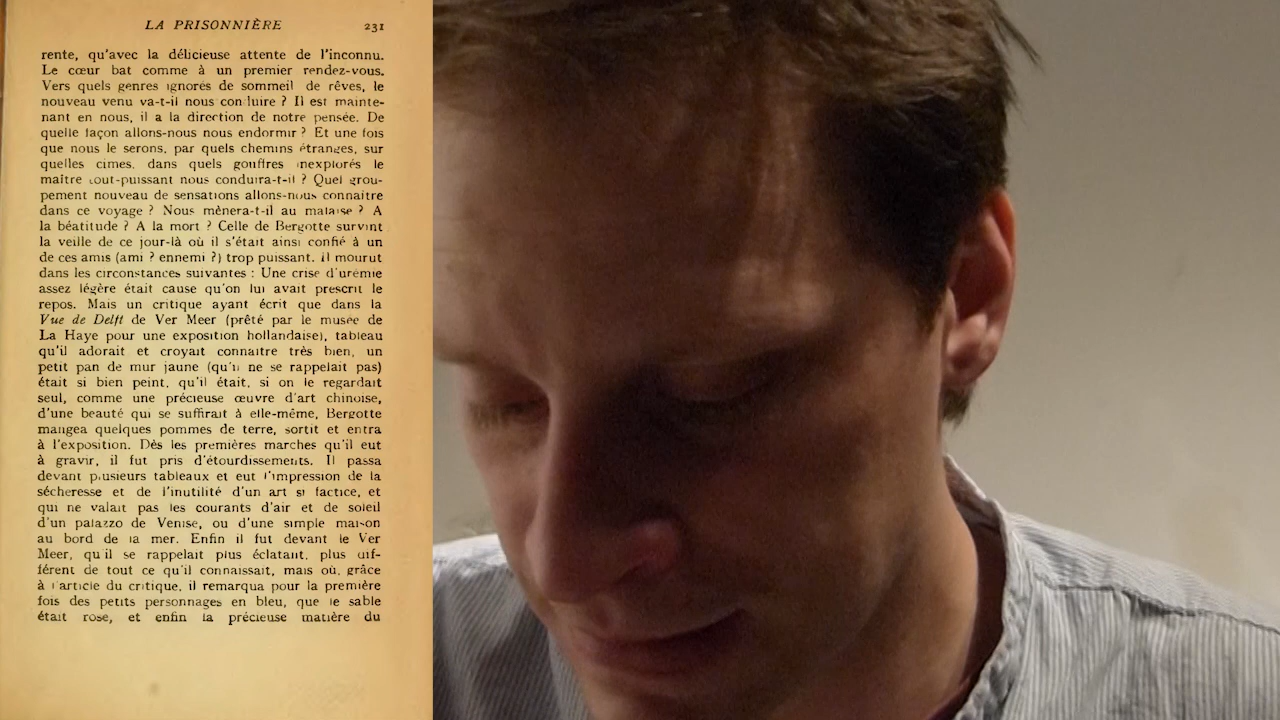 LA PRISONNIÈRE 231
rente, qu'avec la délicieuse attente de l'inconnu.
Le cœur bat comme à un premier rendez-vous.
Vers quels genres ignorés de sommeil de rêves, le
nouveau venu va-t-il nous conduire ? Il est mainte-
nant en nous, il a la direction de notre pensée. De
quelle façon allons-nous nous endormir ? Et une fois
que nous le serons, par quels chemins étranges, sur
quelles cimes, dans quels gouffres inexplorés le
maître tout-puissant nous conduira-t-il ? Quel grou-
pement nouveau de sensations allons-nous connaître
dans ce voyage ? Nous mènera-t-il au malaise ? A
la béatitude ? A la mort ? Celle de Bergotte survint
la veille de ce jour-là où il s'était ainsi confié à un
de ces amis (ami ? ennemi ?) trop puissant. Il mourut
dans les circonstances suivantes : Une crise d'urémie
assez légère était cause qu'on lui avait prescrit le
repos. Mais un critique ayant écrit que dans la
Vue de Delft de Ver Meer (prêté par le musée de
La Haye pour une exposition hollandaise), tableau
qu'il adorait et croyait connaître très bien, un
petit pan de mur jaune (qu'il ne se rappelait pas)
était si bien peint, qu'il était, si on le regardait
seul, comme une précieuse œuvre d'art chinoise,
d'une beauté qui se suffirait à elle-même, Bergotte
mangea quelques pommes de terre, sortit et entra
à l'exposition. Dès les premières marches qu'il eut
à gravir, il fut pris d'étourdissements. Il passa
devant plusieurs tableaux et eut l'impression de la
sécheresse et de l'inutilité d'un art si factice, et
qui ne valait pas les courants d'air et de soleil
d'un palazzo de Venise, ou d'une simple maison
au bord de la mer. Enfin il fut devant le Ver
Meer, qu'il se rappelait plus éclatant, plus dif-
férent de tout ce qu'il connaissait, mais où, grâce
à l'article du critique, il remarqua pour la première
fois des petits personnages en bleu, que le sable
était rose, et enfin la précieuse matière du